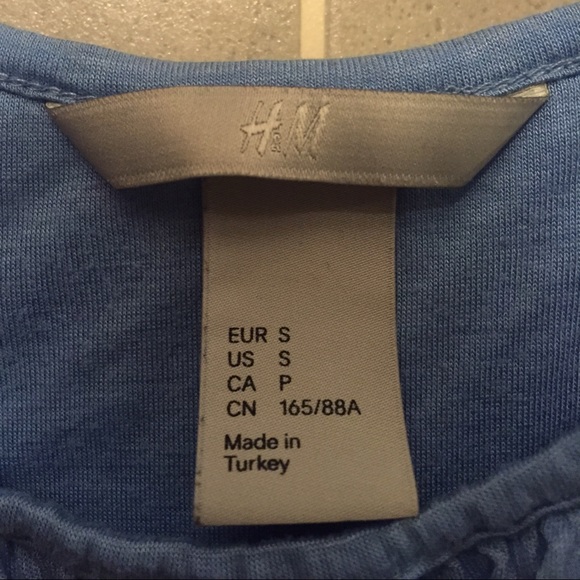 H&M
EUR S
US S
CA P
CN 165/88A
Made in
Turkey